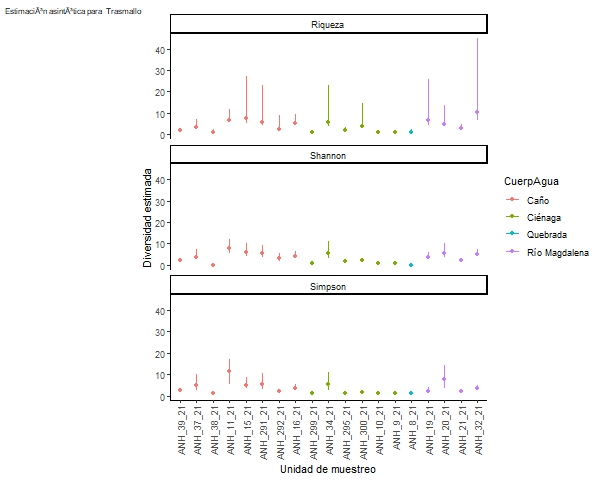 EstimaciÃ³n asintÃ³tica para Trasmallo
Riqueza
40
30
20
10
0
Shannon
40
30
20
10
0
Simpson
40
30
20
10
0
Diversidad estimada
ANH_39_21
ANH_37_21
ANH_38_21
ANH_11_21
ANH_15_21
ANH_291_21
ANH_292_21
ANH_16_21
ANH_299_21
ANH_34_21
ANH_295_21
ANH_300_21
ANH_10_21
ANH_9_21
ANH_8_21
ANH_19_21
ANH_20_21
ANH_21_21
ANH_32_21
Unidad de muestreo
CuerpAgua
Caño
Ciénaga
Quebrada
Río Magdalena